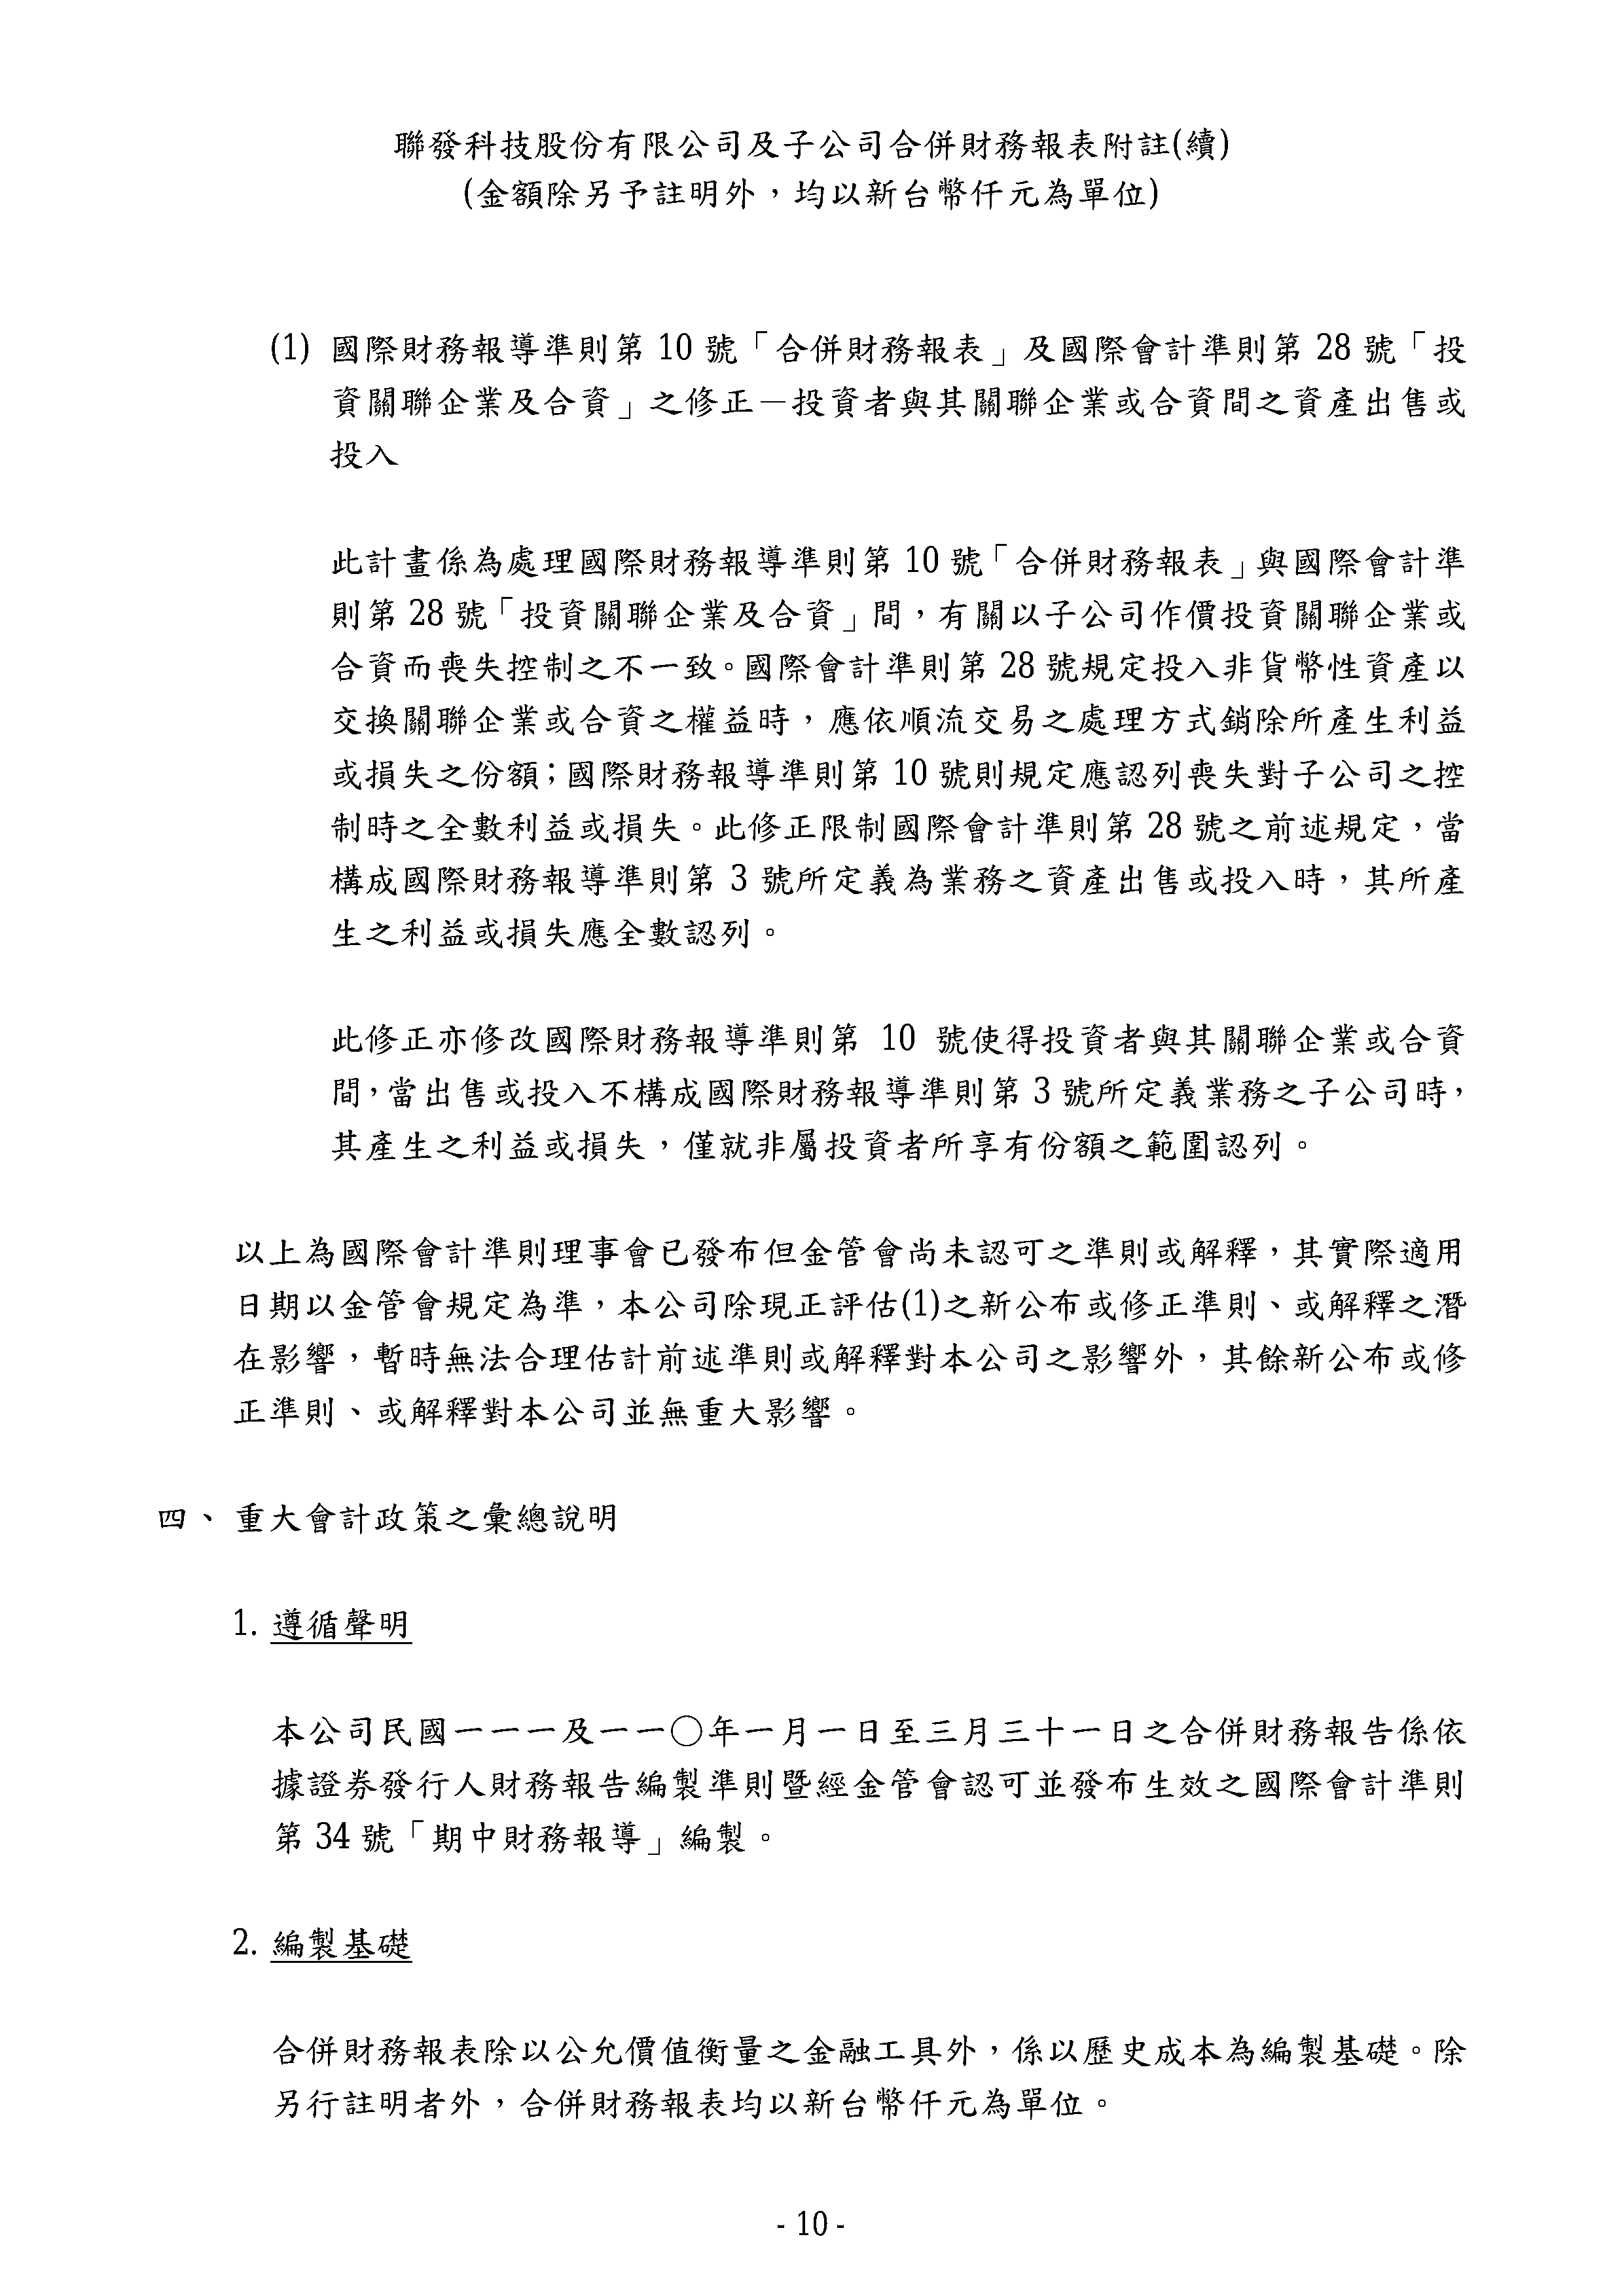 聯發科技股份有限公司及子公司合併財務報表附註(續)
(金額除另予註明外，均以新台幣仟元為單位)
(1) 國際財務報導準則第 10 號「合併財務報表」及國際會計準則第 28 號「投
資關聯企業及合資」之修正－投資者與其關聯企業或合資間之資產出售或
投入
此計畫係為處理國際財務報導準則第 10 號「合併財務報表」與國際會計準
則第 28 號「投資關聯企業及合資」間，有關以子公司作價投資關聯企業或
合資而喪失控制之不一致。國際會計準則第 28 號規定投入非貨幣性資產以
交換關聯企業或合資之權益時，應依順流交易之處理方式銷除所產生利益
或損失之份額；國際財務報導準則第 10 號則規定應認列喪失對子公司之控
制時之全數利益或損失。此修正限制國際會計準則第 28 號之前述規定，當
構成國際財務報導準則第 3 號所定義為業務之資產出售或投入時，其所產
生之利益或損失應全數認列。
此修正亦修改國際財務報導準則第 10 號使得投資者與其關聯企業或合資
間，當出售或投入不構成國際財務報導準則第 3 號所定義業務之子公司時，
其產生之利益或損失，僅就非屬投資者所享有份額之範圍認列。
以上為國際會計準則理事會已發布但金管會尚未認可之準則或解釋，其實際適用
日期以金管會規定為準，本公司除現正評估(1)之新公布或修正準則、或解釋之潛
在影響，暫時無法合理估計前述準則或解釋對本公司之影響外，其餘新公布或修
正準則、或解釋對本公司並無重大影響。
四、重大會計政策之彙總說明
1. 遵循聲明
本公司民國一一一及一一〇年一月一日至三月三十一日之合併財務報告係依
據證券發行人財務報告編製準則暨經金管會認可並發布生效之國際會計準則
第 34 號「期中財務報導」編製。
2. 編製基礎
合併財務報表除以公允價值衡量之金融工具外，係以歷史成本為編製基礎。除
另行註明者外，合併財務報表均以新台幣仟元為單位。
- 10 -